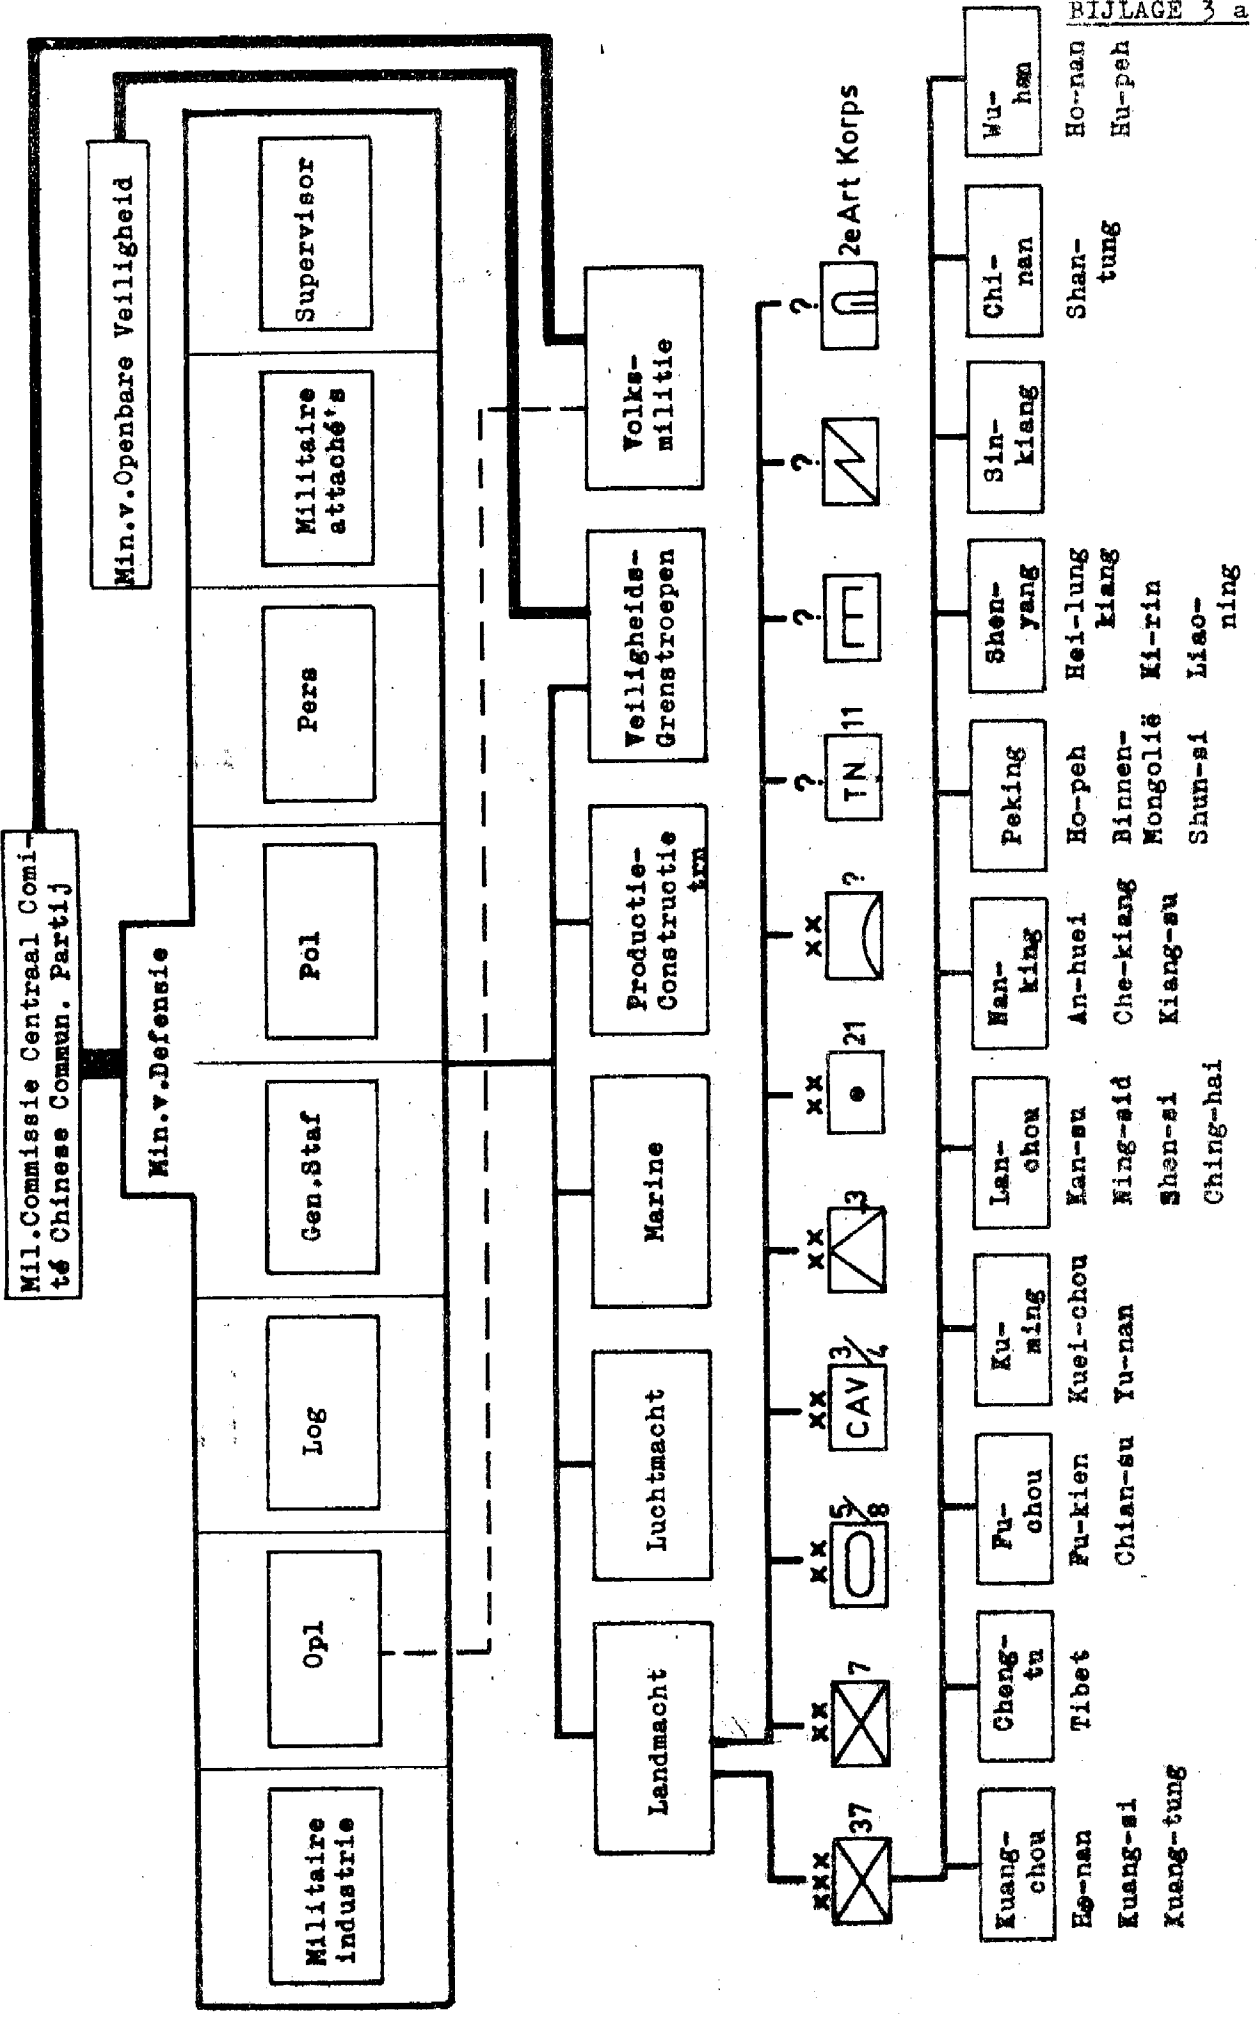 BIJLAGE 3 a
Mil.Commissie Centraal Comi-
té Chinese Commun. Partij
Min.v.Openbare Veiligheid
Min.v.Defensie
Militaire
industrie
Opl
Log
Gen.Staf
Pol
Pers
Militaire
attaché's
Supervisor
Landmacht
Luchtmacht
Marine
Productie-
Constructie
trn
Veiligheids-
Grenstroepen
Volks-
militie
xxx
37
xx
7
xx
5/8
xx
CAV
3/4
xx
3
xx
21
xx
?
?
TN
11
?
?
?
2e Art Korps
Kuang-
chou
Cheng-
tu
Fu-
chou
Ku-
ming
Lan-
chou
Nan-
king
Peking
Shen-
yang
Sin-
kiang
Chi-
nan
Wu-
han
Ho-nan
Kuang-si
Kuang-tung
Tibet
Fu-kien
Chian-su
Kuei-chou
Yu-nan
Kan-su
Ning-sid
Shen-si
Ching-hai
An-huei
Che-kiang
Kiang-su
Ho-peh
Binnen-
Mongolië
Shun-si
Hei-lung
kiang
Ki-rin
Liao-
ning
Shan-
tung
Ho-nan
Hu-peh